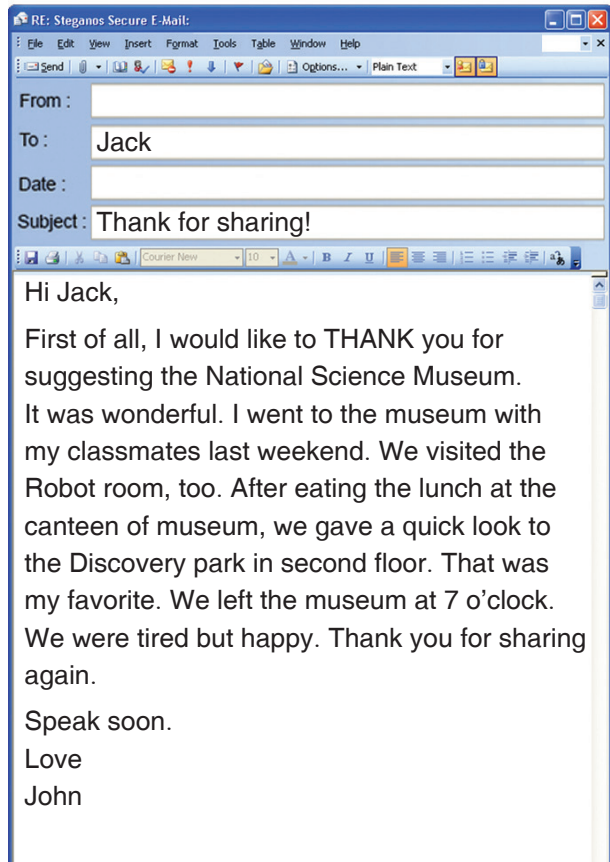 RE: Steganos Secure E-Mail:
File Edit View Insert Format Tools Table Window Help
Send Options... Plain Text
From :
To : Jack
Date :
Subject : Thank for sharing!
Courier New 10 A B I U
Hi Jack,
First of all, I would like to THANK you for
suggesting the National Science Museum.
It was wonderful. I went to the museum with
my classmates last weekend. We visited the
Robot room, too. After eating the lunch at the
canteen of museum, we gave a quick look to
the Discovery park in second floor. That was
my favorite. We left the museum at 7 o’clock.
We were tired but happy. Thank you for sharing
again.
Speak soon.
Love
John